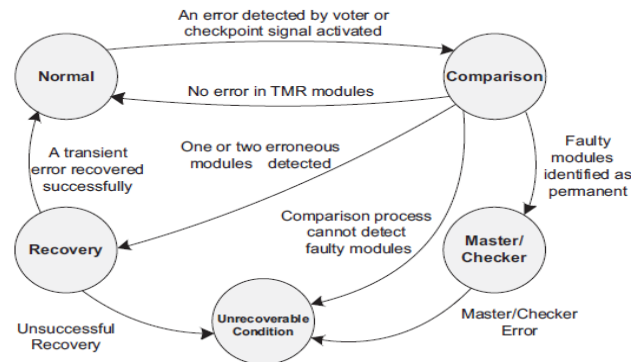 An error detected by voter or
checkpoint signal activated
Normal
Comparison
No error in TMR modules
One or two erroneous
modules detected
A transient
error recovered
successfully
Faulty
modules
identified as
permanent
Comparison process
cannot detect
faulty modules
Recovery
Master/
Checker
Unrecoverable
Condition
Unsuccessful
Recovery
Master/Checker
Error